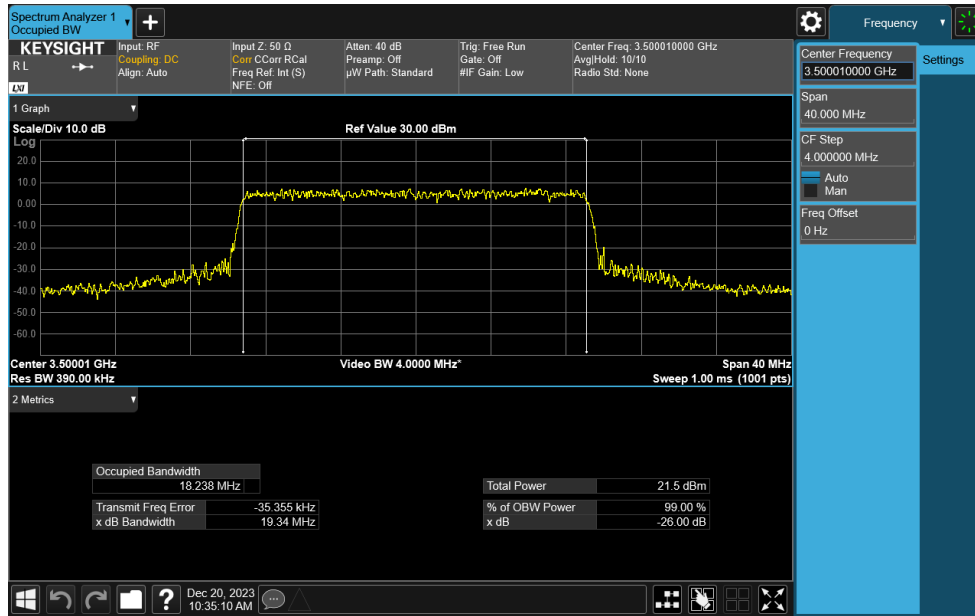 Spectrum Analyzer 1
Occupied BW
Frequency
KEYSIGHT
R L
LXI
Input: RF
Coupling: DC
Align: Auto
Input Z: 50 Ω
Corr CCorr RCal
Freq Ref: Int (S)
NFE: Off
Atten: 40 dB
Preamp: Off
µW Path: Standard
Trig: Free Run
Gate: Off
#IF Gain: Low
Center Freq: 3.500010000 GHz
Avg|Hold: 10/10
Radio Std: None
Center Frequency
3.500010000 GHz
Settings
Span
40.000 MHz
CF Step
4.000000 MHz
Auto
Man
Freq Offset
0 Hz
1 Graph
Scale/Div 10.0 dB
Ref Value 30.00 dBm
Log
20.0
10.0
0.00
-10.0
-20.0
-30.0
-40.0
-50.0
-60.0
Center 3.50001 GHz
Video BW 4.0000 MHz*
Span 40 MHz
Res BW 390.00 kHz
Sweep 1.00 ms (1001 pts)
2 Metrics
Occupied Bandwidth
18.238 MHz
Total Power 21.5 dBm
Transmit Freq Error -35.355 kHz
% of OBW Power 99.00 %
x dB Bandwidth 19.34 MHz
x dB -26.00 dB
?
Dec 20, 2023
10:35:10 AM